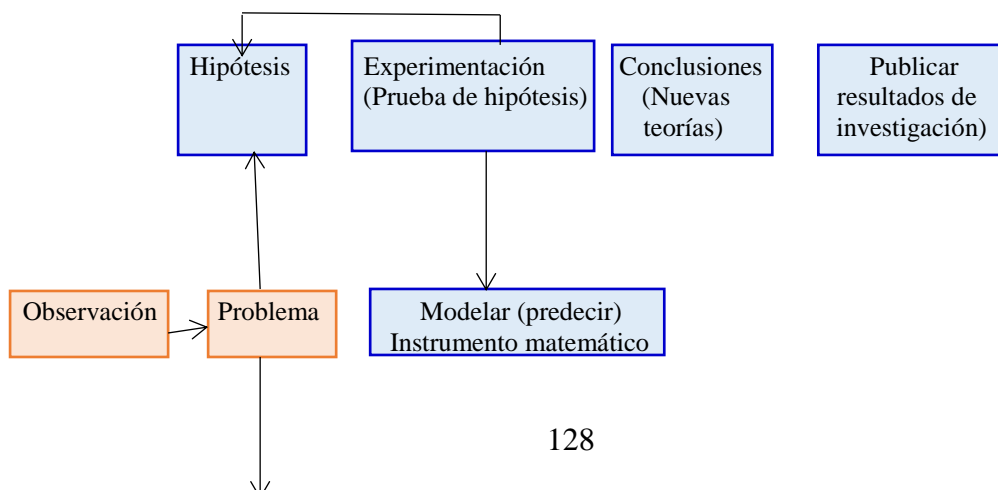 Hipótesis
Experimentación
(Prueba de hipótesis)
Conclusiones
(Nuevas
teorías)
Publicar
resultados de
investigación)
Observación
Problema
Modelar (predecir)
Instrumento matemático
128